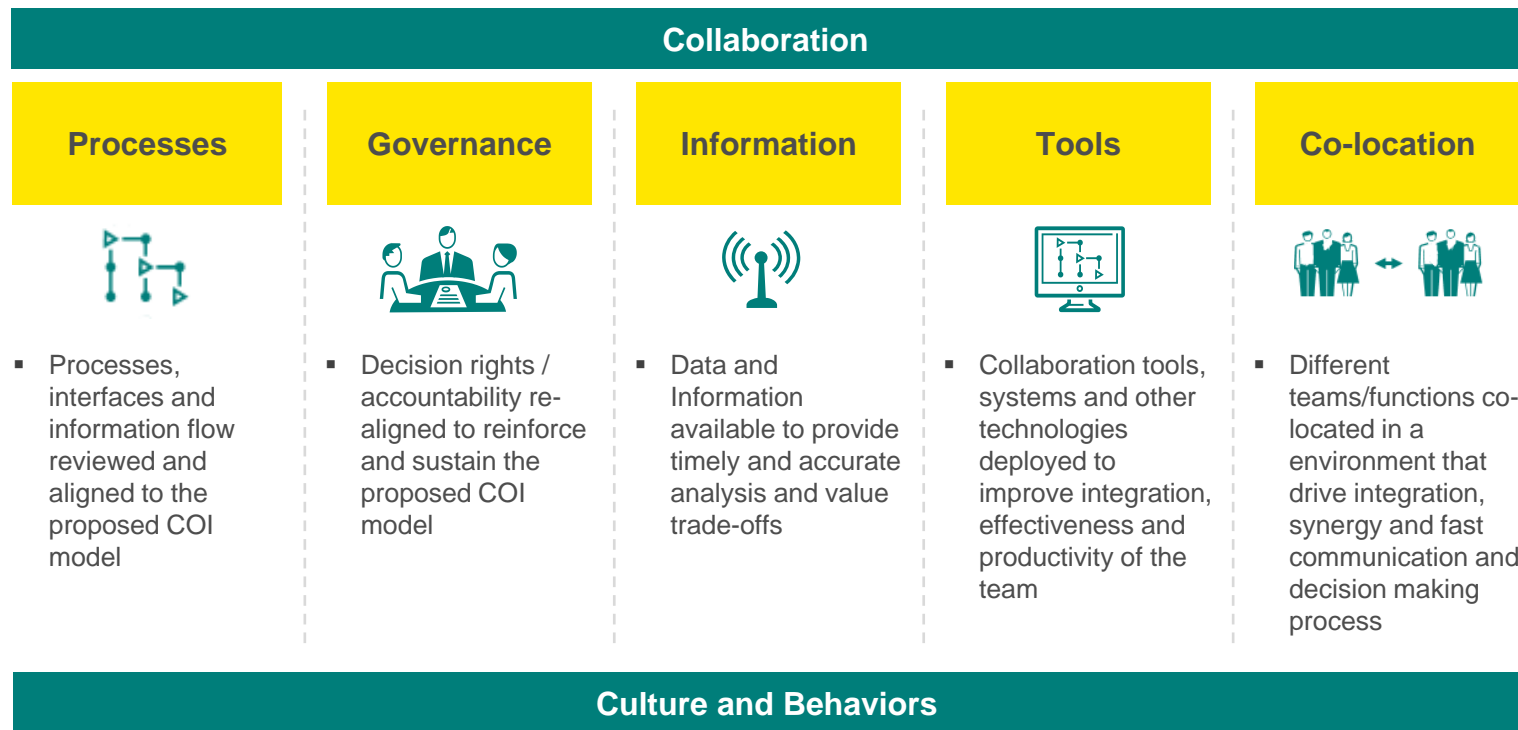 Collaboration
Processes
Governance
Information
Tools
Co-location
▪ Processes,
interfaces and
information flow
reviewed and
aligned to the
proposed COI
model
▪ Decision rights /
accountability re-
aligned to reinforce
and sustain the
proposed COI
model
▪ Data and
Information
available to provide
timely and accurate
analysis and value
trade-offs
▪ Collaboration tools,
systems and other
technologies
deployed to
improve integration,
effectiveness and
productivity of the
team
▪ Different
teams/functions co-
located in a
environment that
drive integration,
synergy and fast
communication and
decision making
process
Culture and Behaviors